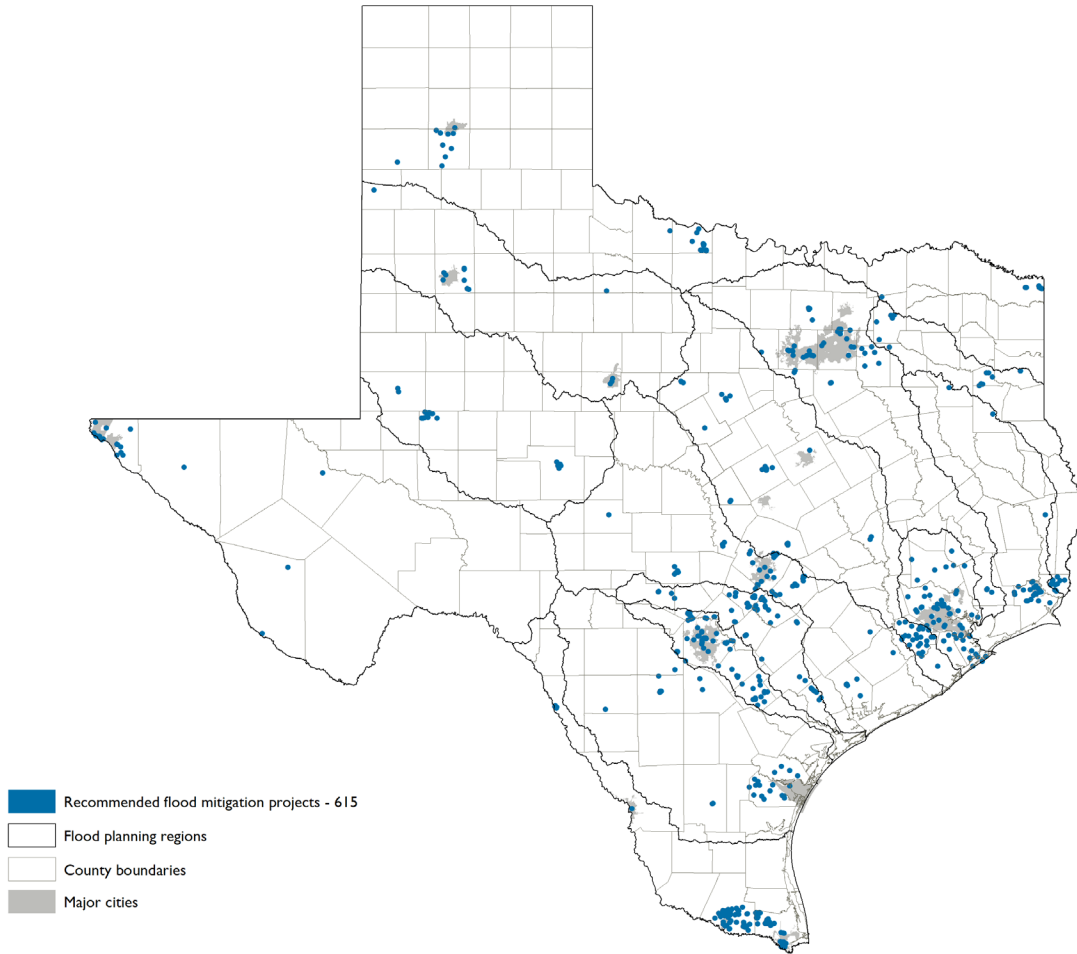 Recommended flood mitigation projects - 615
Flood planning regions
County boundaries
Major cities